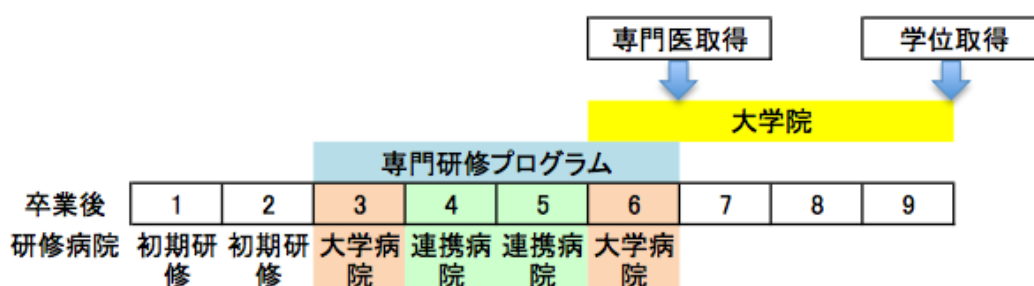 専門医取得 学位取得
大学院
専門研修プログラム
卒業後 1 2 3 4 5 6 7 8 9
研修病院 初期研修 初期研修 大学病院 連携病院 連携病院 大学病院